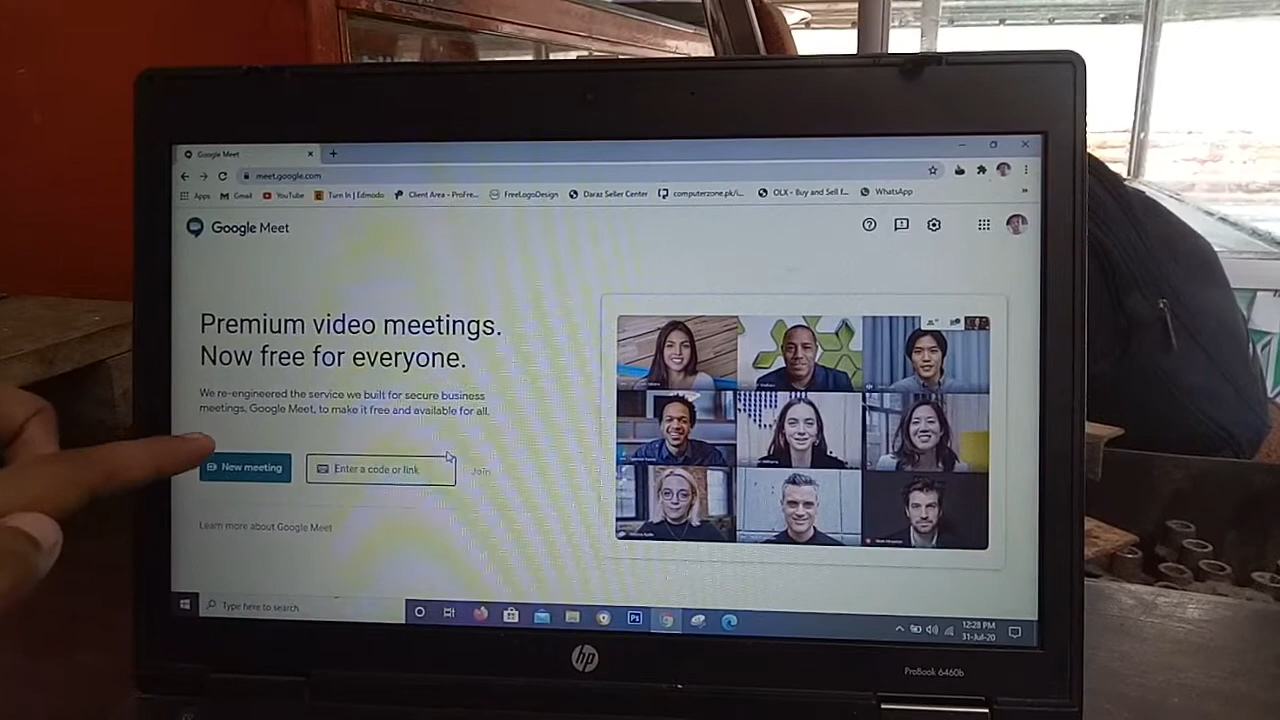 Google Meet
meet.google.com
Apps Gmail YouTube Turn In | Edmodo Client Area - ProFre... FreeLogoDesign Daraz Seller Center computerzone.pk/i... OLX - Buy and Sell f... WhatsApp »
Google Meet
Premium video meetings.
Now free for everyone.
We re-engineered the service we built for secure business
meetings, Google Meet, to make it free and available for all.
New meeting Enter a code or link Join
Learn more about Google Meet
Type here to search
Ps
12:28 PM
31-Jul-20
hp
ProBook 6460b